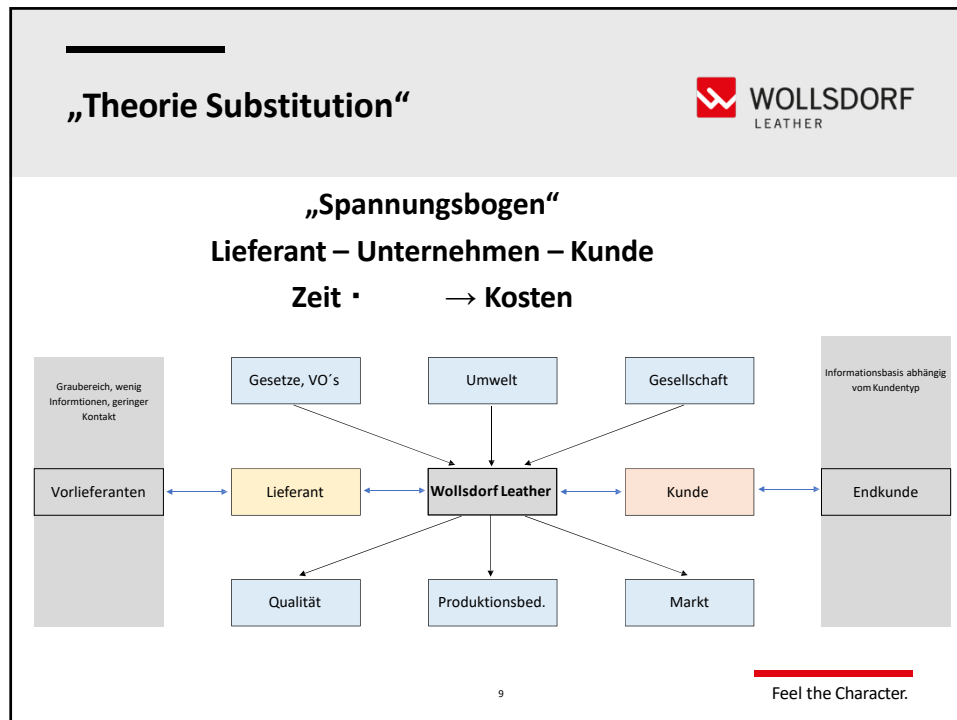 „Theorie Substitution“
WOLLSDORF
LEATHER
„Spannungsbogen“
Lieferant – Unternehmen – Kunde
Zeit · → Kosten
Graubereich, wenig
Informtionen, geringer
Kontakt
Gesetze, VO´s
Umwelt
Gesellschaft
Informationsbasis abhängig
vom Kundentyp
Vorlieferanten
Lieferant
Wollsdorf Leather
Kunde
Endkunde
Qualität
Produktionsbed.
Markt
9
Feel the Character.